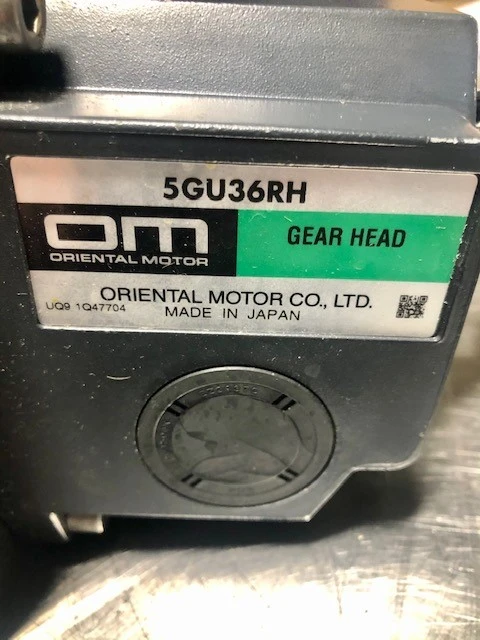 5GU36RH
om
ORIENTAL MOTOR
GEAR HEAD
ORIENTAL MOTOR CO., LTD.
UQ9 1Q47704
MADE IN JAPAN